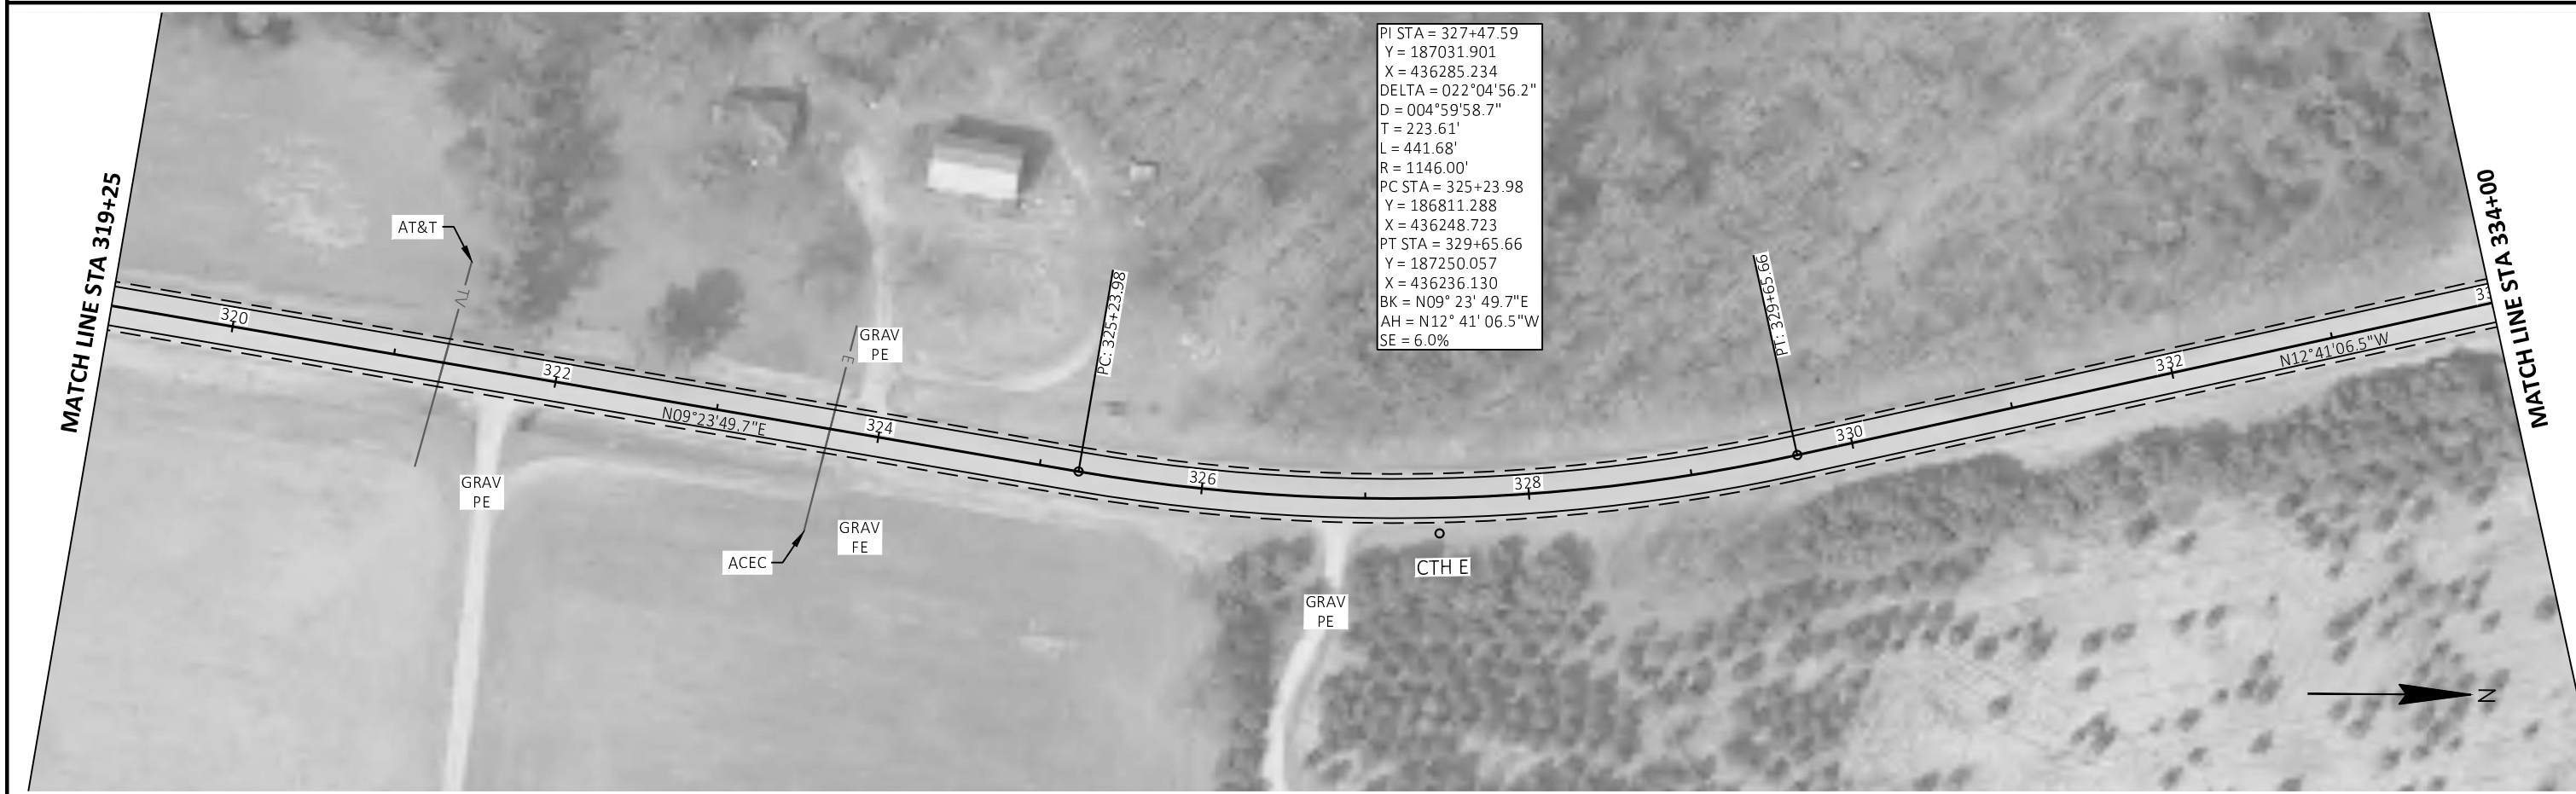 PI STA = 327+47.59
Y = 187031.901
X = 436285.234
DELTA = 022°04'56.2"
D = 004°59'58.7"
T = 223.61'
L = 441.68'
R = 1146.00'
PC STA = 325+23.98
Y = 186811.288
X = 436248.723
PT STA = 329+65.66
Y = 187250.057
X = 436236.130
BK = N09° 23' 49.7"E
AH = N12° 41' 06.5"W
SE = 6.0%
MATCH LINE STA 319+25
AT&T
TV
320
322
N09°23'49.7"E
E
GRAV
PE
324
PC: 325+23.98
GRAV
PE
ACEC
GRAV
FE
326
328
CTH E
GRAV
PE
PT: 329+65.66
330
332
N12°41'06.5"W
33
MATCH LINE STA 334+00
N